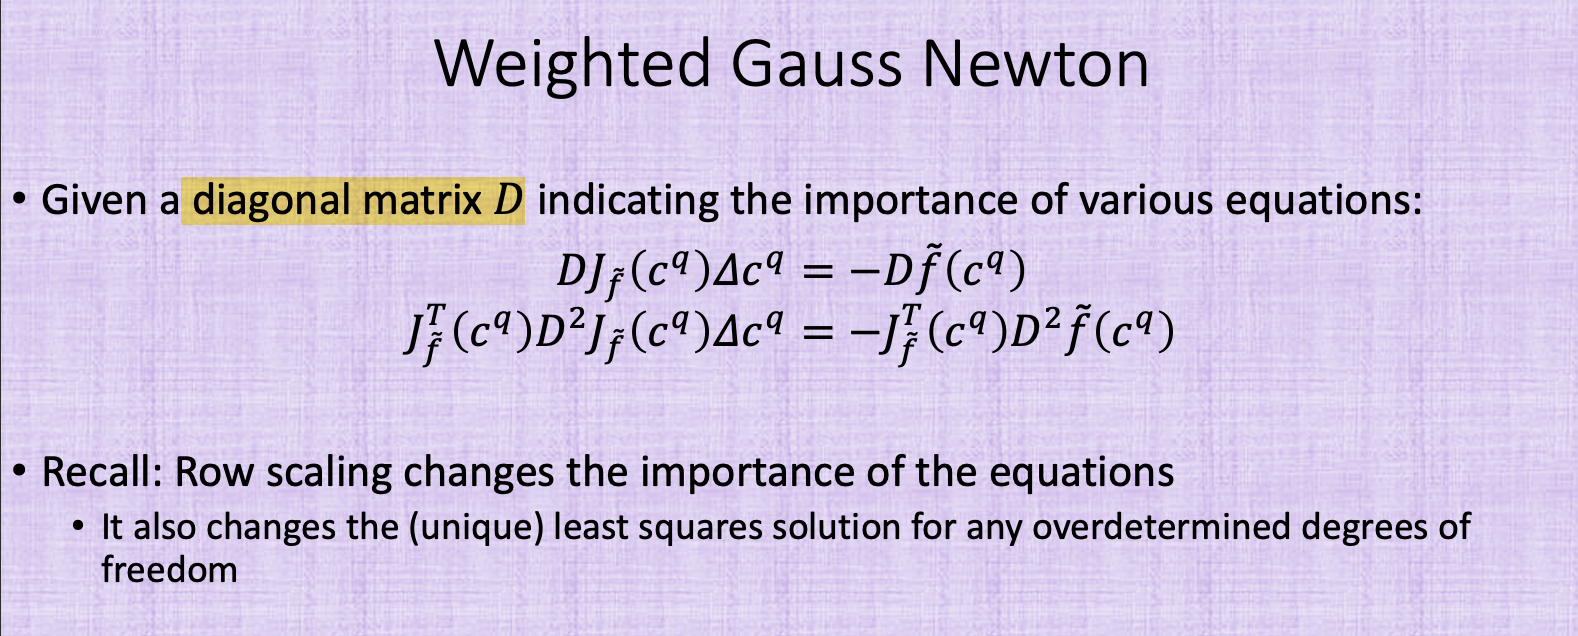 Weighted Gauss Newton
• Given a diagonal matrix D indicating the importance of various equations:
$DJ_{\tilde{f}}(c^q)\Delta c^q = -D\tilde{f}(c^q)$
$J_{\tilde{f}}^T(c^q)D^2J_{\tilde{f}}(c^q)\Delta c^q = -J_{\tilde{f}}^T(c^q)D^2\tilde{f}(c^q)$
• Recall: Row scaling changes the importance of the equations
• It also changes the (unique) least squares solution for any overdetermined degrees of
freedom